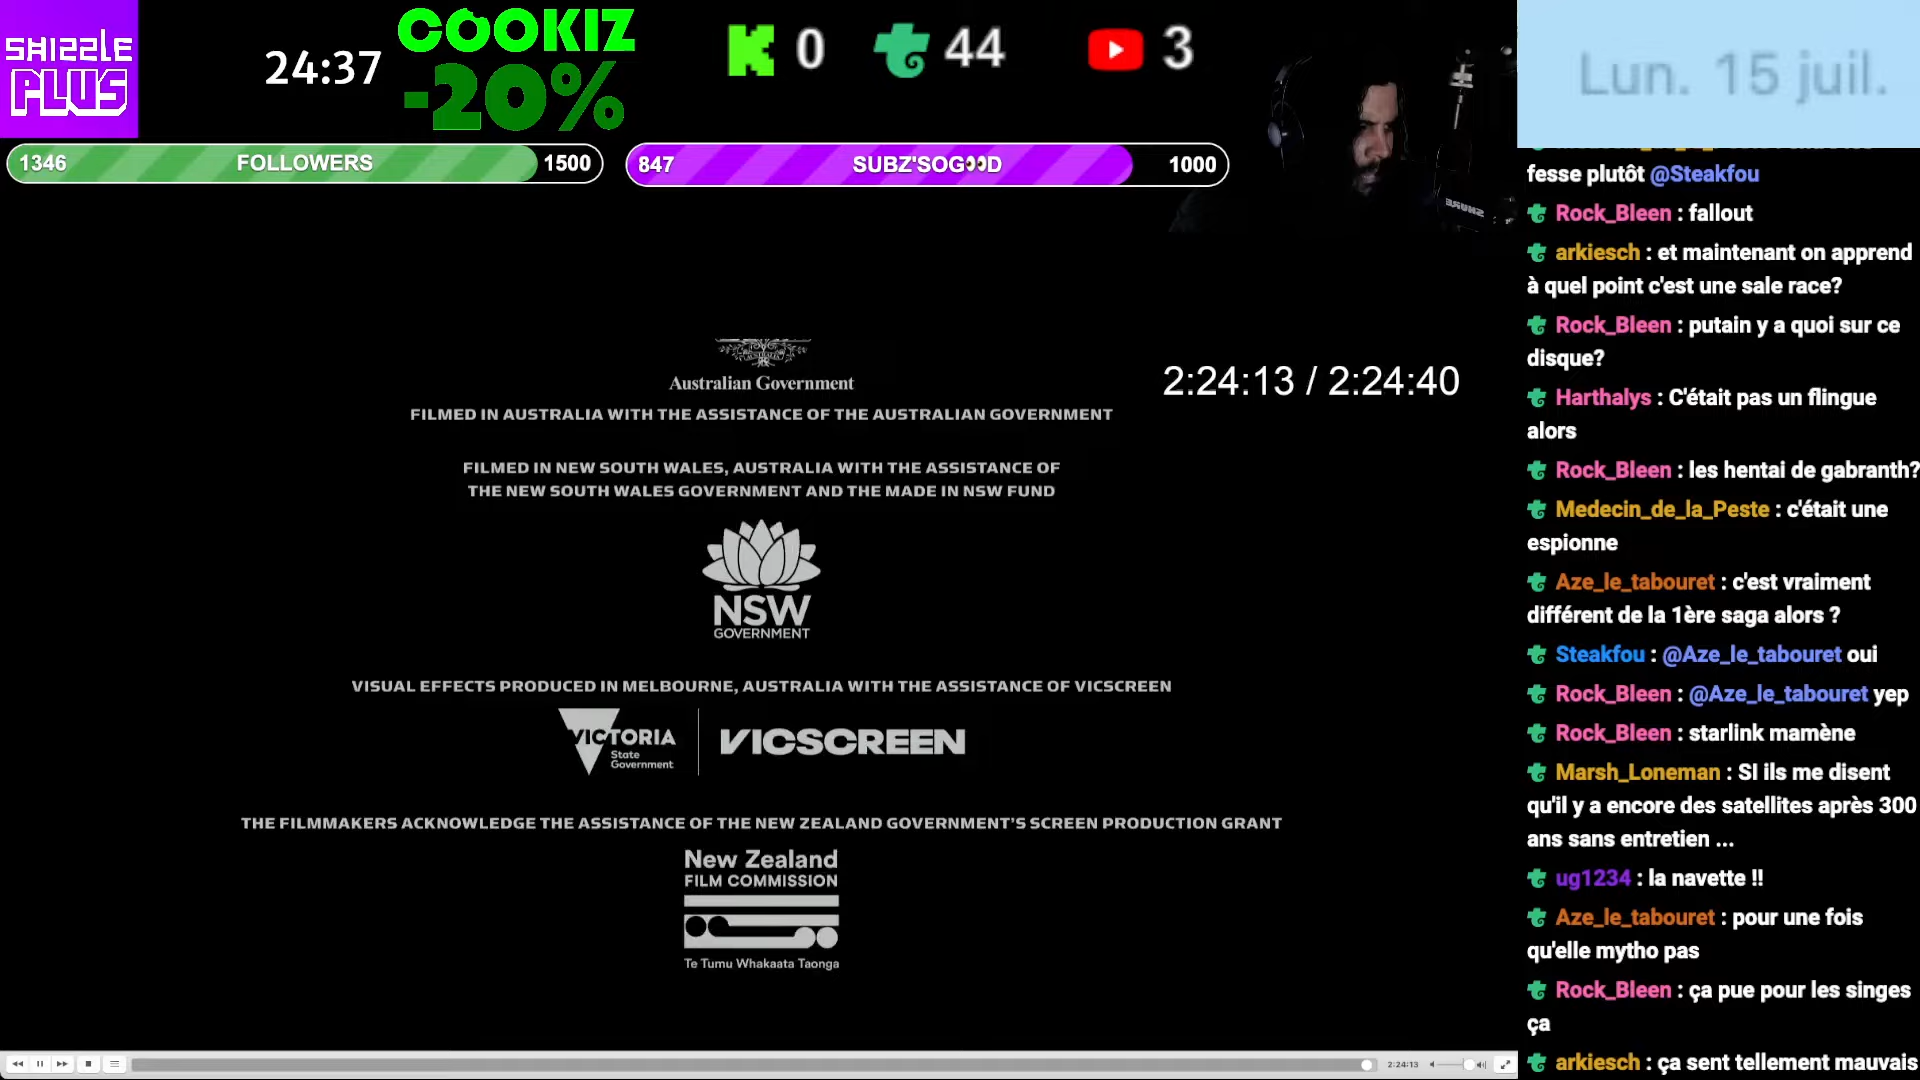 SHIZZLE
PLUS
24:37
COOKIZ
-20%
0
44
3
Lun. 15 juil.
1346 FOLLOWERS 1500
847 SUBZ'SOG👀D 1000
SHURE
Australian Government
FILMED IN AUSTRALIA WITH THE ASSISTANCE OF THE AUSTRALIAN GOVERNMENT
2:24:13 / 2:24:40
FILMED IN NEW SOUTH WALES, AUSTRALIA WITH THE ASSISTANCE OF
THE NEW SOUTH WALES GOVERNMENT AND THE MADE IN NSW FUND
NSW
GOVERNMENT
VISUAL EFFECTS PRODUCED IN MELBOURNE, AUSTRALIA WITH THE ASSISTANCE OF VICSCREEN
VICTORIA
State
Government
VICSCREEN
THE FILMMAKERS ACKNOWLEDGE THE ASSISTANCE OF THE NEW ZEALAND GOVERNMENT'S SCREEN PRODUCTION GRANT
New Zealand
FILM COMMISSION
Te Tumu Whakaata Taonga
2:24:13
fesse plutôt @Steakfou
Rock_Bleen : fallout
arkiesch : et maintenant on apprend
à quel point c'est une sale race?
Rock_Bleen : putain y a quoi sur ce
disque?
Harthalys : C'était pas un flingue
alors
Rock_Bleen : les hentai de gabranth?
Medecin_de_la_Peste : c'était une
espionne
Aze_le_tabouret : c'est vraiment
différent de la 1ère saga alors ?
Steakfou : @Aze_le_tabouret oui
Rock_Bleen : @Aze_le_tabouret yep
Rock_Bleen : starlink mamène
Marsh_Loneman : SI ils me disent
qu'il y a encore des satellites après 300
ans sans entretien ...
ug1234 : la navette !!
Aze_le_tabouret : pour une fois
qu'elle mytho pas
Rock_Bleen : ça pue pour les singes
ça
arkiesch : ça sent tellement mauvais